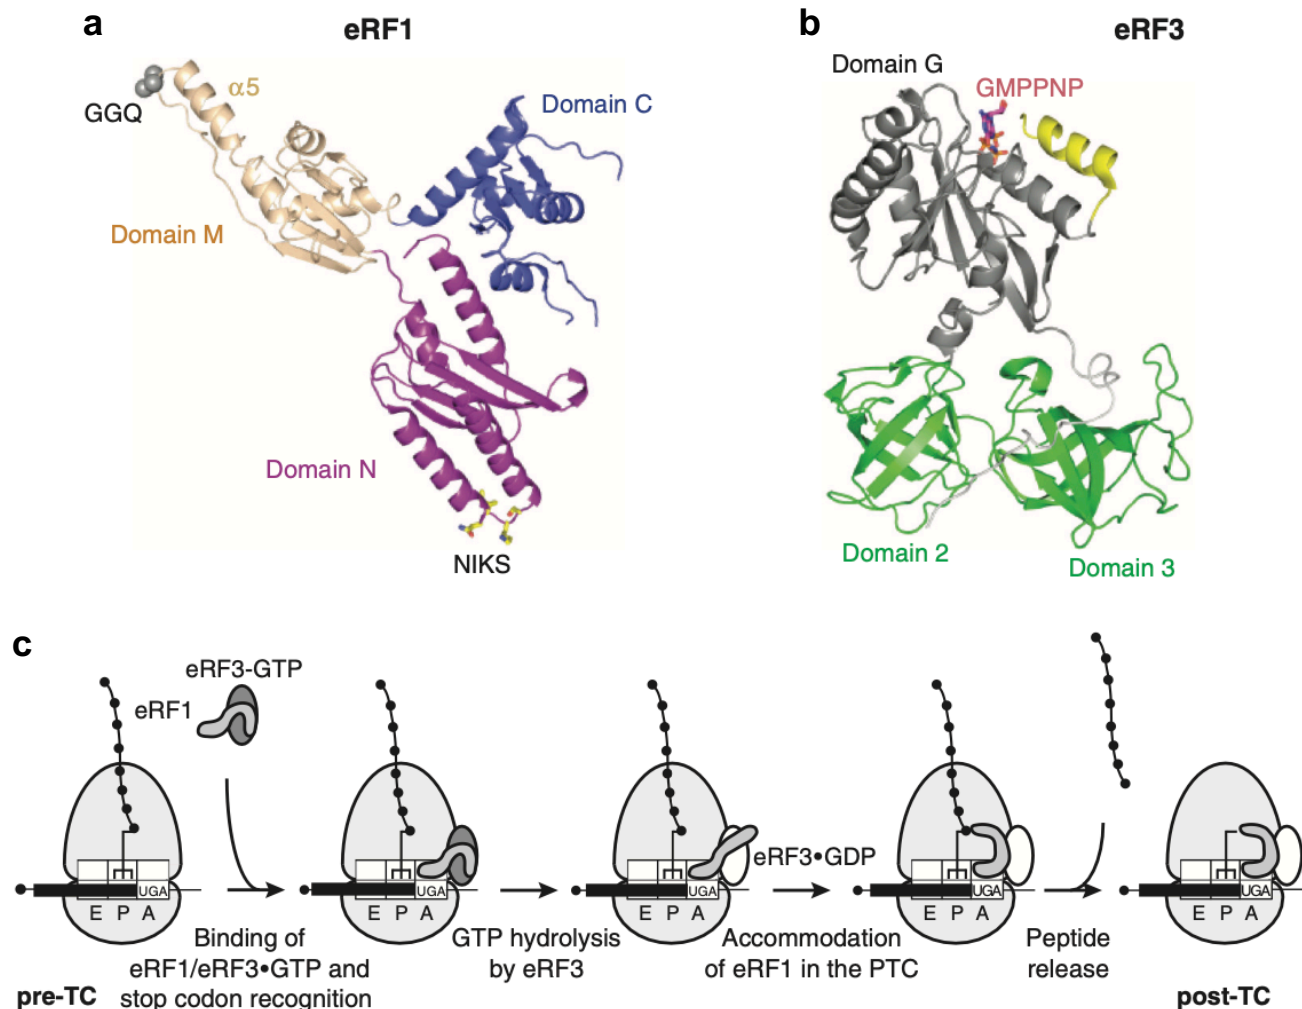 a
eRF1
α5
GGQ
Domain C
Domain M
Domain N
NIKS
b
eRF3
Domain G
GMPPNP
Domain 2
Domain 3
c
eRF3-GTP
eRF1
eRF3•GDP
UGA
UGA
UGA
UGA
UGA
E P A
E P A
E P A
E P A
E P A
Binding of
eRF1/eRF3•GTP and
stop codon recognition
GTP hydrolysis
by eRF3
Accommodation
of eRF1 in the PTC
Peptide
release
pre-TC
post-TC